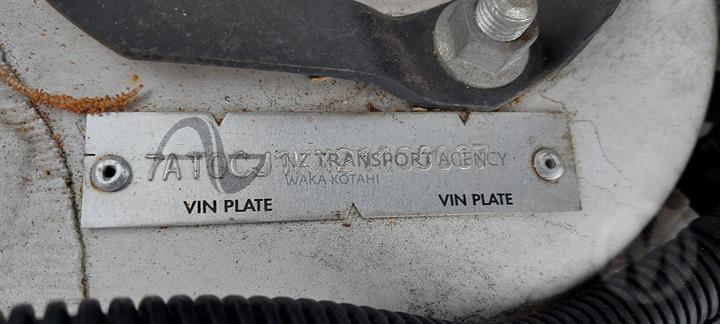 NZ TRANSPORT AGENCY
WAKA KOTAHI
VIN PLATE VIN PLATE